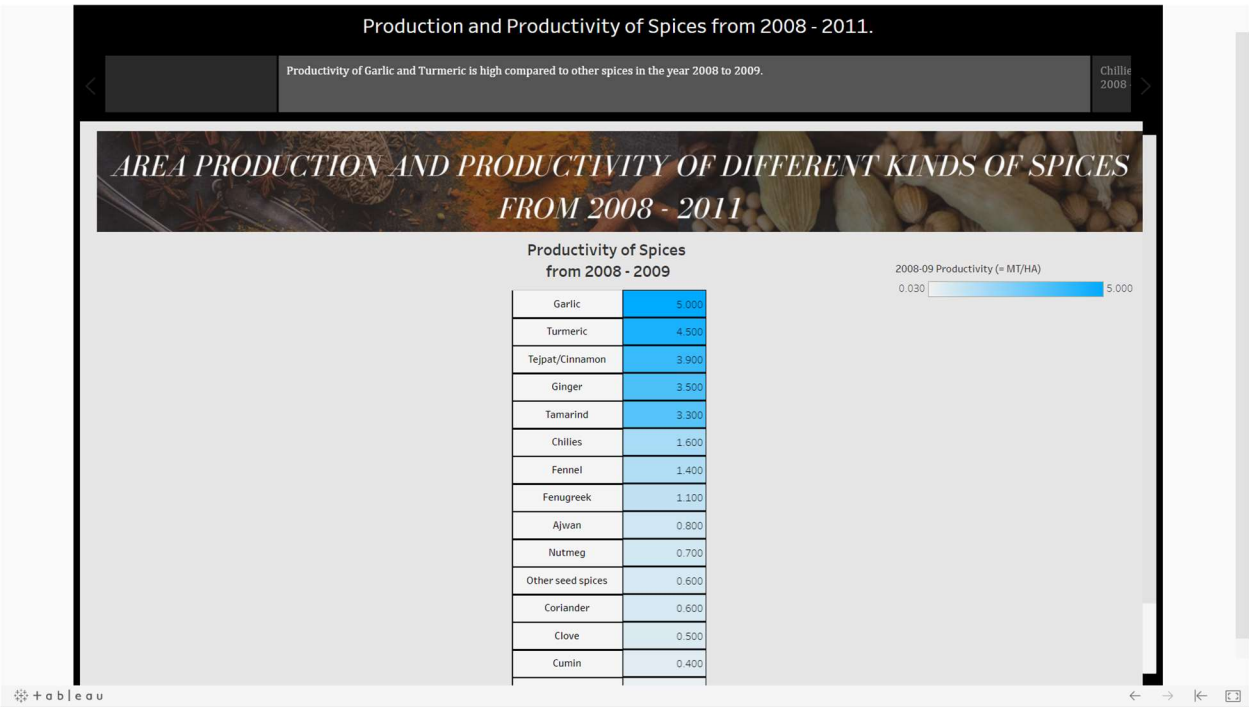 Production and Productivity of Spices from 2008 - 2011.
Productivity of Garlic and Turmeric is high compared to other spices in the year 2008 to 2009.
Chillie
2008 -
AREA PRODUCTION AND PRODUCTIVITY OF DIFFERENT KINDS OF SPICES
FROM 2008 - 2011
Productivity of Spices
from 2008 - 2009
2008-09 Productivity (= MT/HA)
0.030 5.000
Garlic 5.000
Turmeric 4.500
Tejpat/Cinnamon 3.900
Ginger 3.500
Tamarind 3.300
Chilies 1.600
Fennel 1.400
Fenugreek 1.100
Ajwan 0.800
Nutmeg 0.700
Other seed spices 0.600
Coriander 0.600
Clove 0.500
Cumin 0.400
+ableau